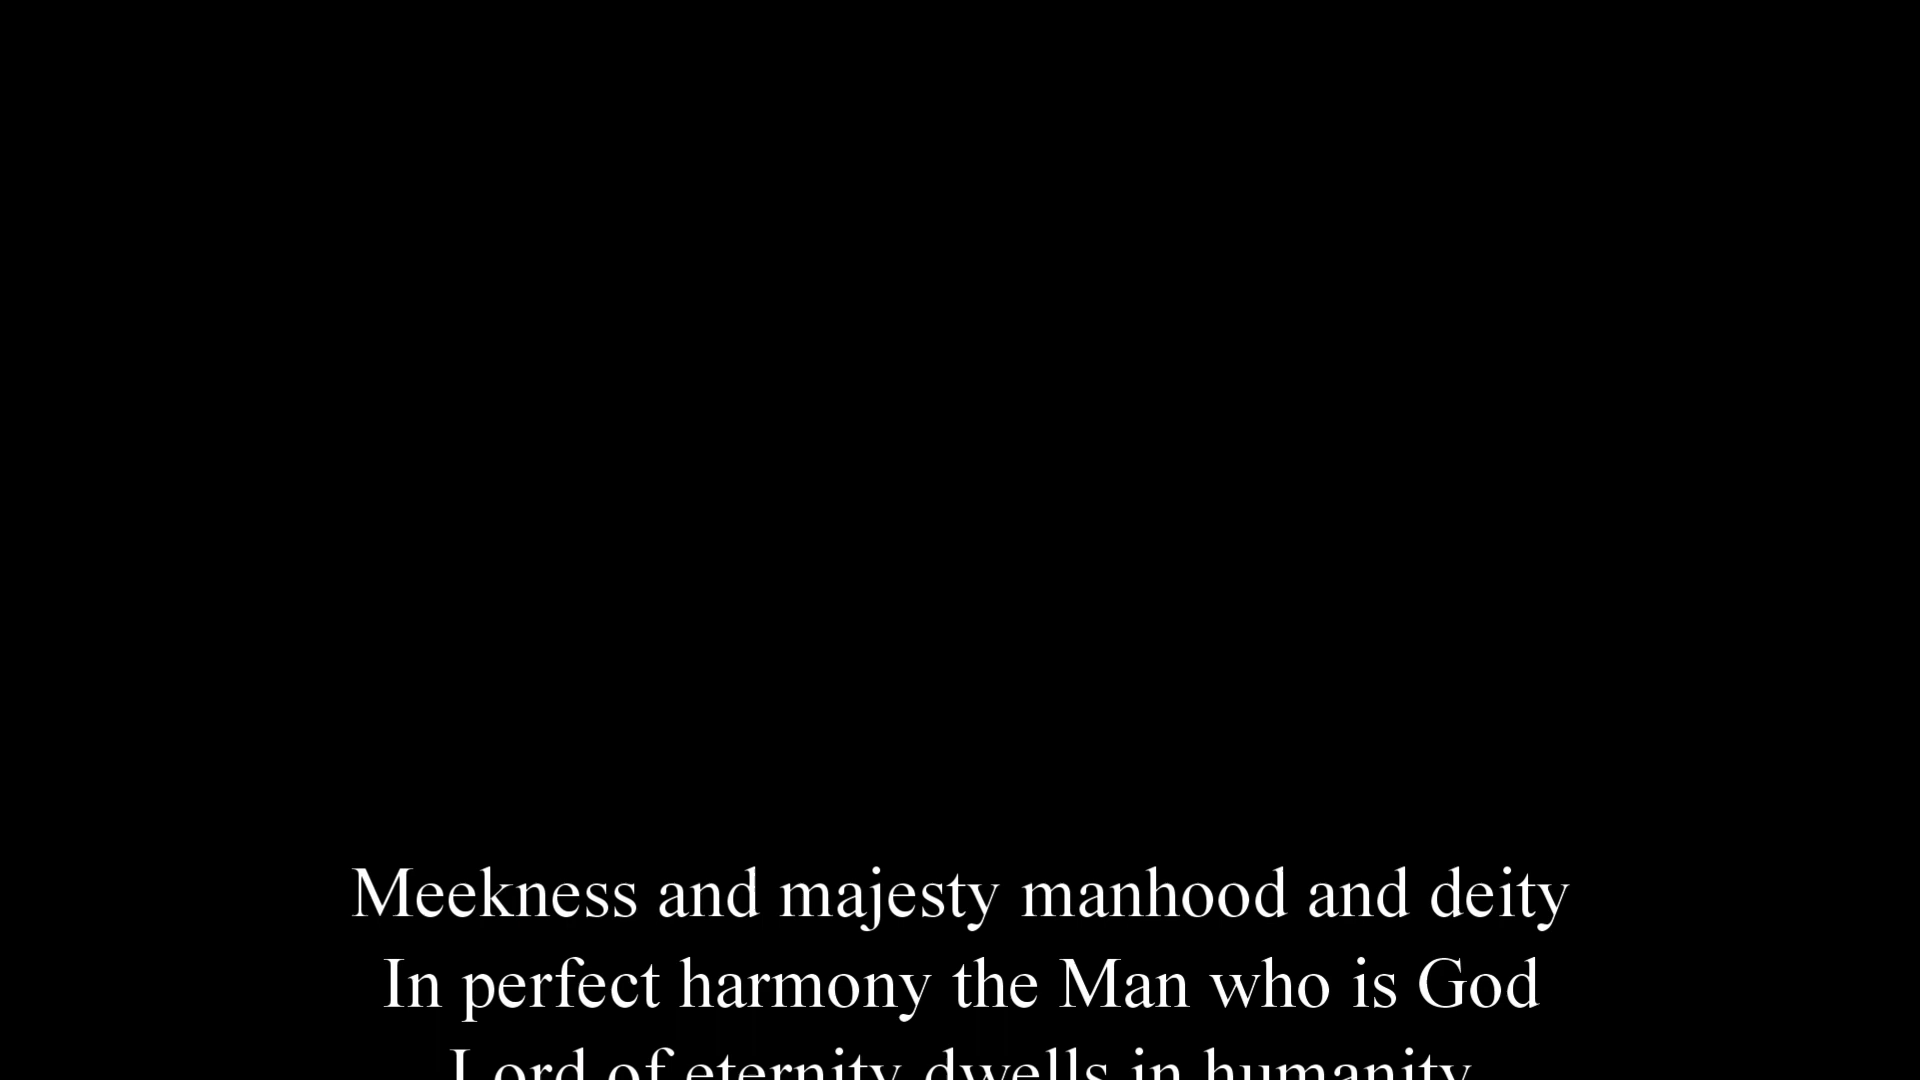 Meekness and majesty manhood and deity
In perfect harmony the Man who is God
Lord of eternity dwells in humanity